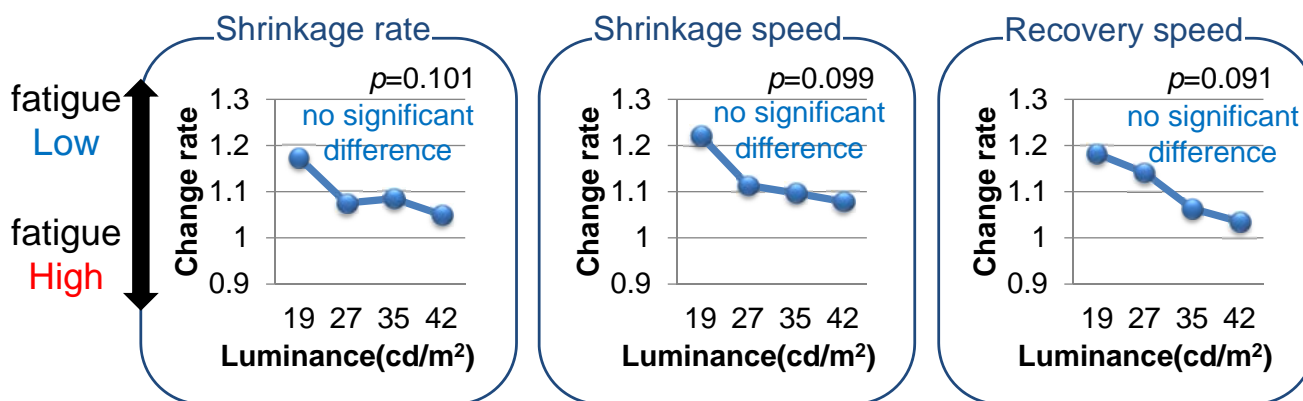 fatigue
Low
fatigue
High
Shrinkage rate
p=0.101
no significant
difference
Change rate
1.3
1.2
1.1
1
0.9
19 27 35 42
Luminance(cd/m²)
Shrinkage speed
p=0.099
no significant
difference
Change rate
1.3
1.2
1.1
1
0.9
19 27 35 42
Luminance(cd/m²)
Recovery speed
p=0.091
no significant
difference
Change rate
1.3
1.2
1.1
1
0.9
19 27 35 42
Luminance(cd/m²)